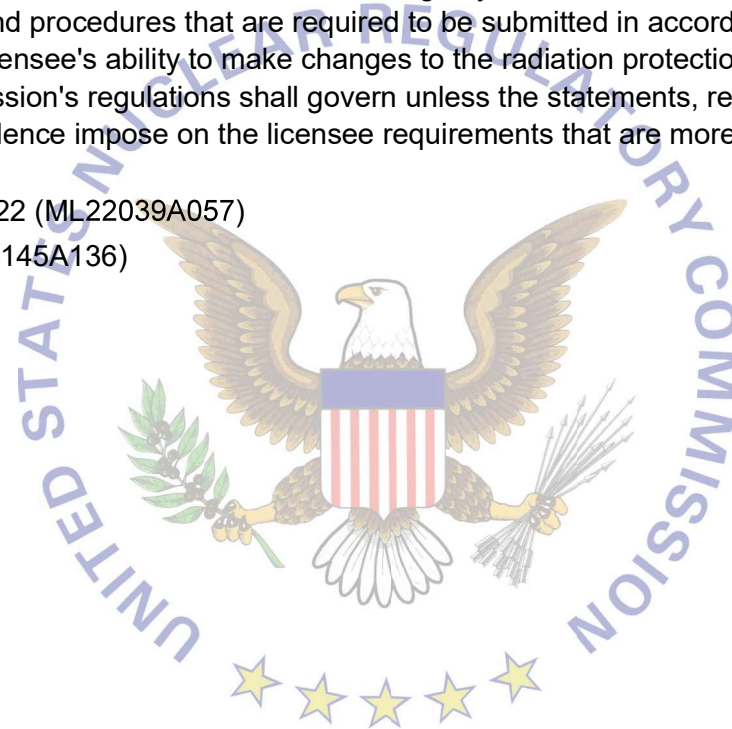 nd procedures that are required to be submitted in accord
ensee's ability to make changes to the radiation protectio
ssion's regulations shall govern unless the statements, re
dence impose on the licensee requirements that are more
22 (ML22039A057)
145A136)
UNITED STATES NUCLEAR REGULATORY COMMISSION